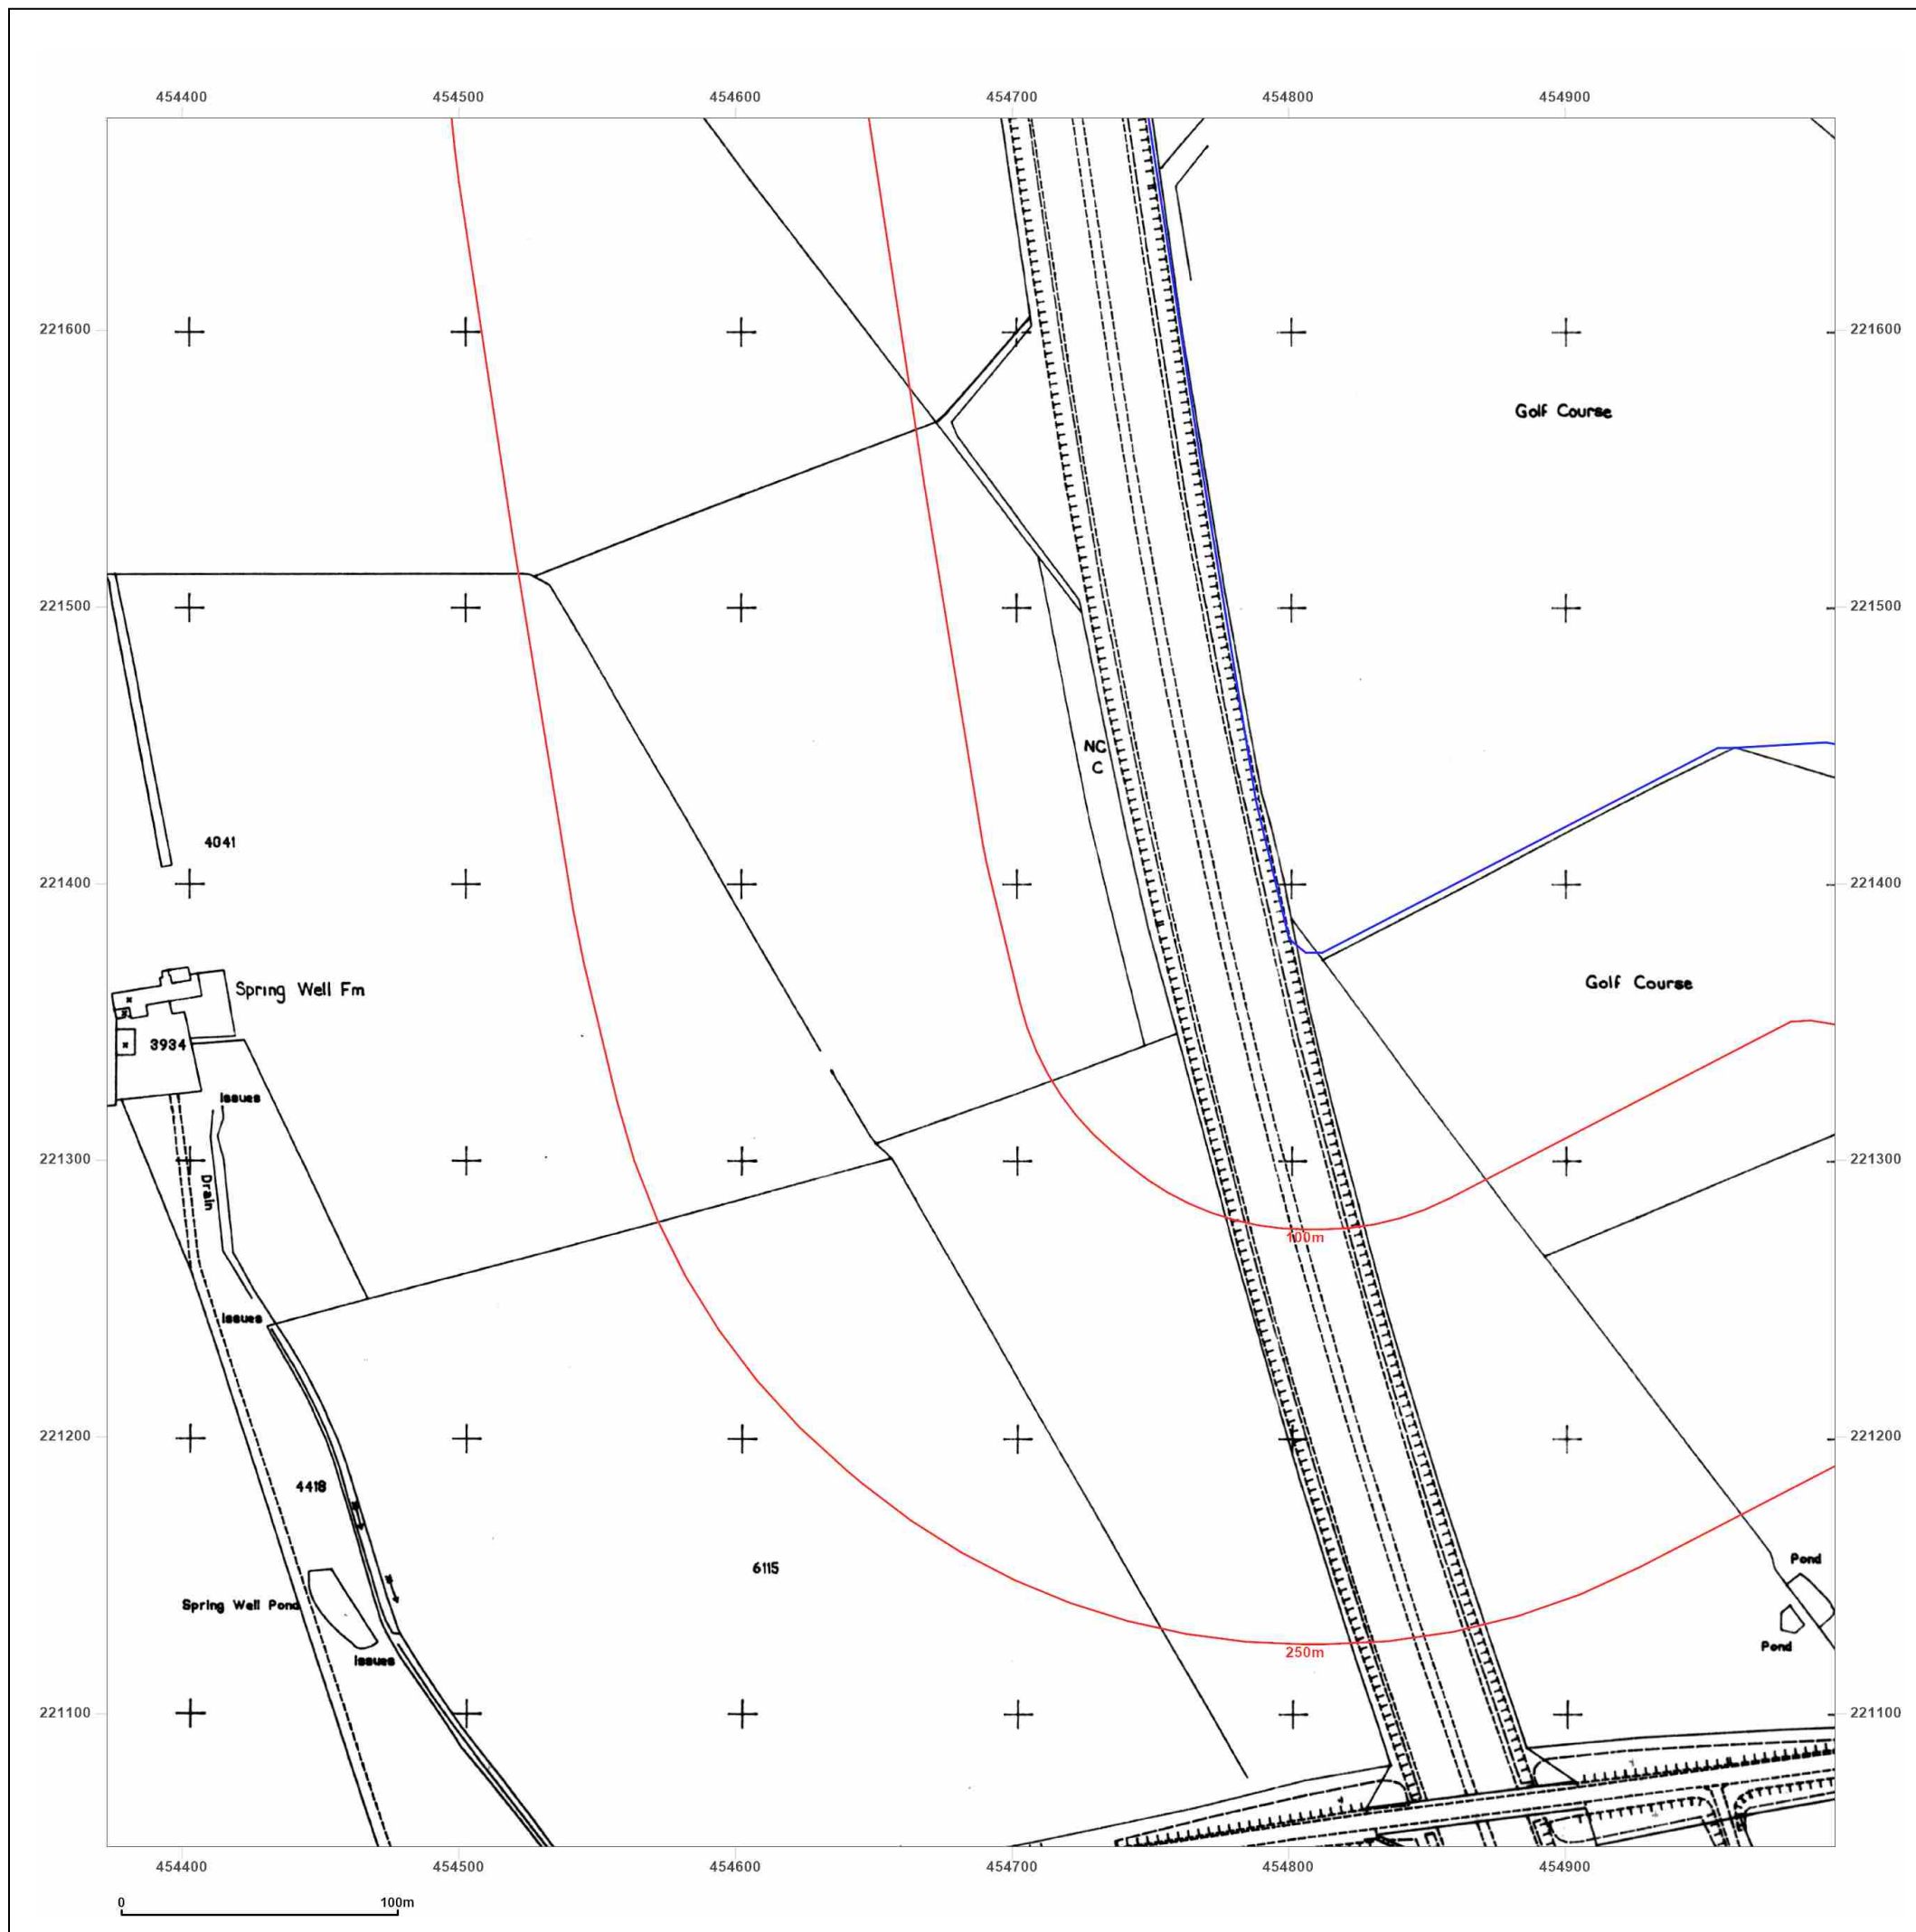 454400 454500 454600 454700 454800 454900
221600 221600
Golf Course
221500 221500
NC
C
4041
221400 221400
Golf Course
Spring Well Fm
3934
Issues
221300 221300
Drain
100m
Issues
221200 221200
4418
6115
Pond
Spring Well Pond
Pond
250m
Issues
221100 221100
454400 454500 454600 454700 454800 454900
0 100m